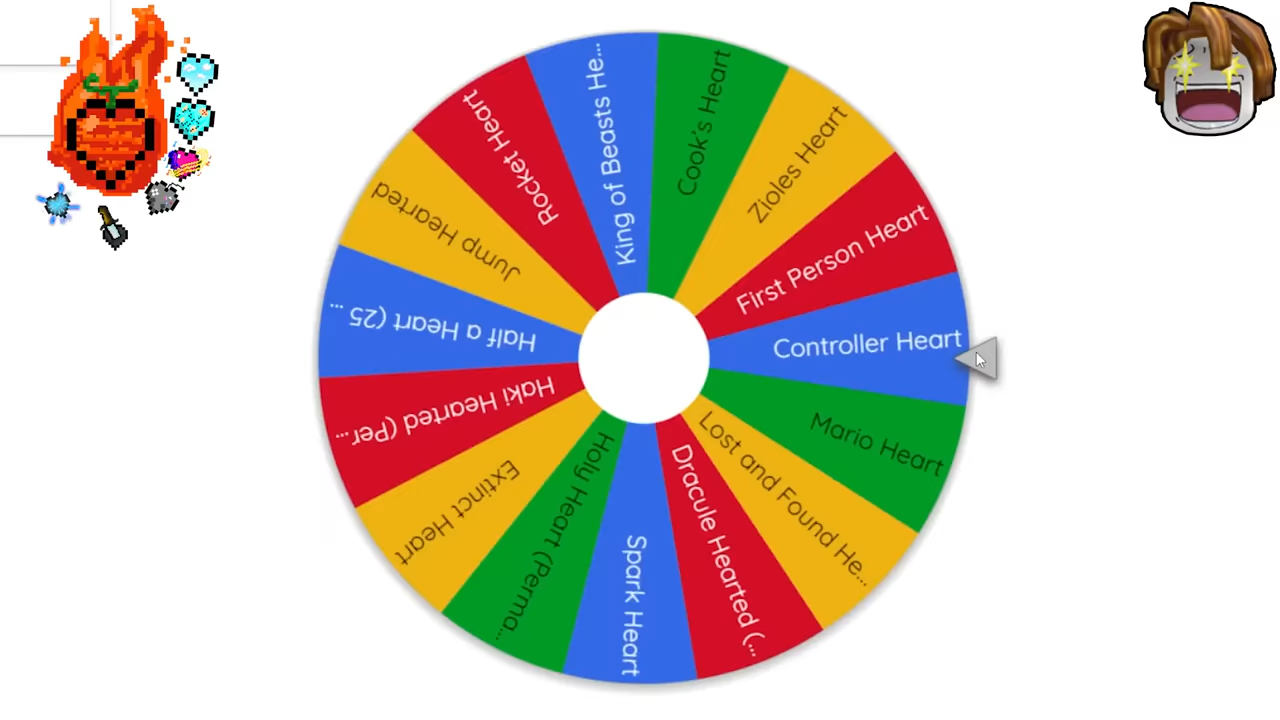 King of Beasts He...
Cook's Heart
Zioles Heart
First Person Heart
Controller Heart
Mario Heart
Lost and Found He...
Dracule Hearted (...
Spark Heart
Holy Heart (Perma...
Extinct Heart
Haki Hearted (Per...
Half a Heart (25 ...
Jump Hearted
Rocket Heart